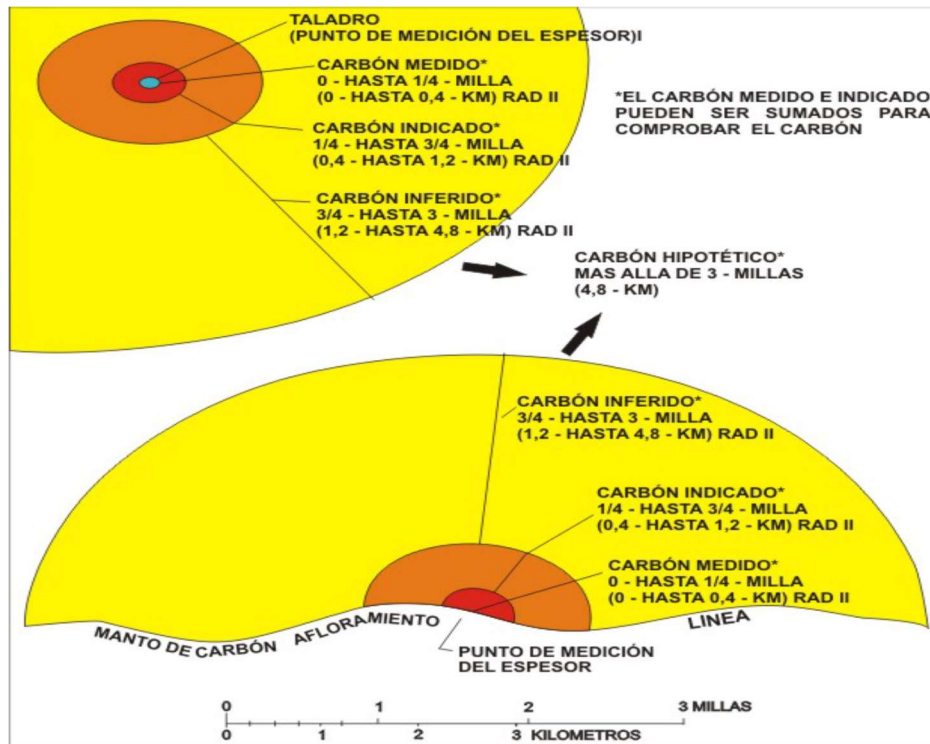 TALADRO
(PUNTO DE MEDICIÓN DEL ESPESOR)I
CARBÓN MEDIDO*
0 - HASTA 1/4 - MILLA
(0 - HASTA 0,4 - KM) RAD II
CARBÓN INDICADO*
1/4 - HASTA 3/4 - MILLA
(0,4 - HASTA 1,2 - KM) RAD II
CARBÓN INFERIDO*
3/4 - HASTA 3 - MILLA
(1,2 - HASTA 4,8 - KM) RAD II
*EL CARBÓN MEDIDO E INDICADO
PUEDEN SER SUMADOS PARA
COMPROBAR EL CARBÓN
CARBÓN HIPOTÉTICO*
MAS ALLA DE 3 - MILLAS
(4,8 - KM)
CARBÓN INFERIDO*
3/4 - HASTA 3 - MILLA
(1,2 - HASTA 4,8 - KM) RAD II
CARBÓN INDICADO*
1/4 - HASTA 3/4 - MILLA
(0,4 - HASTA 1,2 - KM) RAD II
CARBÓN MEDIDO*
0 - HASTA 1/4 - MILLA
(0 - HASTA 0,4 - KM) RAD II
MANTO DE CARBÓN AFLORAMIENTO LINEA
PUNTO DE MEDICIÓN
DEL ESPESOR
0 1 2 3 MILLAS
0 1 2 3 KILOMETROS